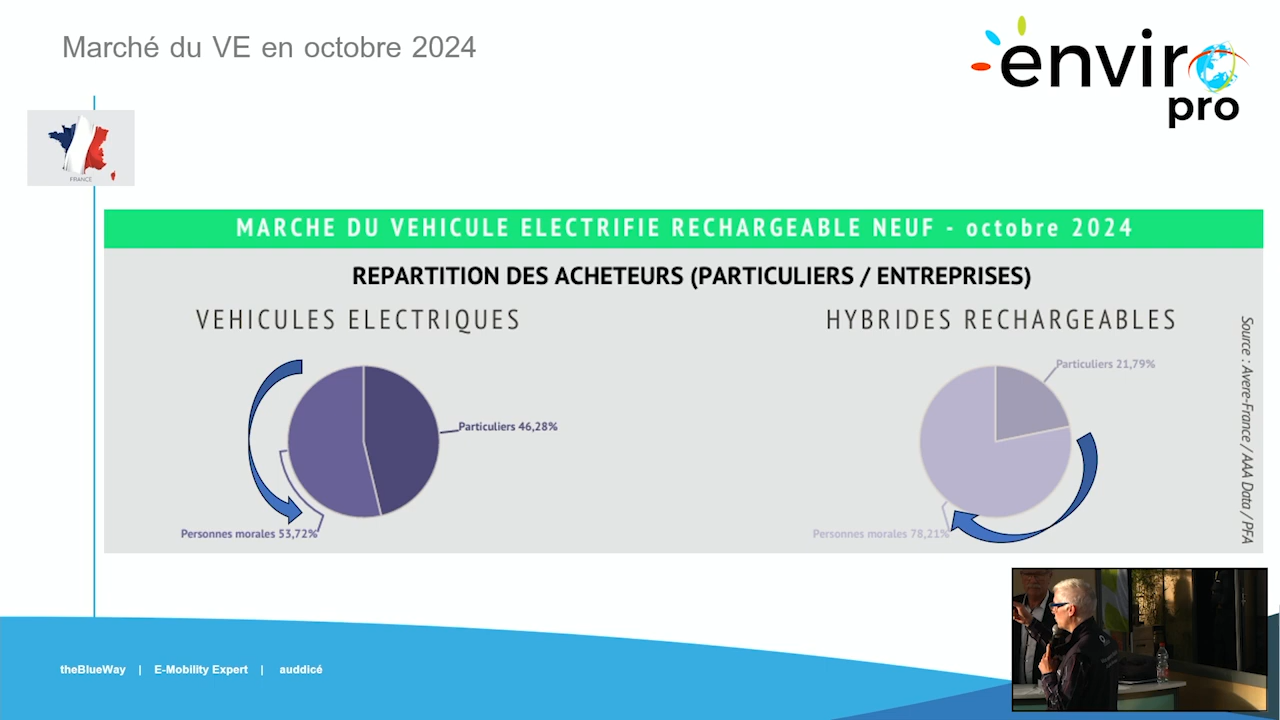 Marché du VE en octobre 2024
enviro
pro
FRANCE
MARCHE DU VEHICULE ELECTRIFIE RECHARGEABLE NEUF - octobre 2024
REPARTITION DES ACHETEURS (PARTICULIERS / ENTREPRISES)
VEHICULES ELECTRIQUES
HYBRIDES RECHARGEABLES
Particuliers 46,28%
Personnes morales 53,72%
Particuliers 21,79%
Personnes morales 78,21%
Source : Avere-France / AAA Data / PFA
theBlueWay | E-Mobility Expert | auddicé